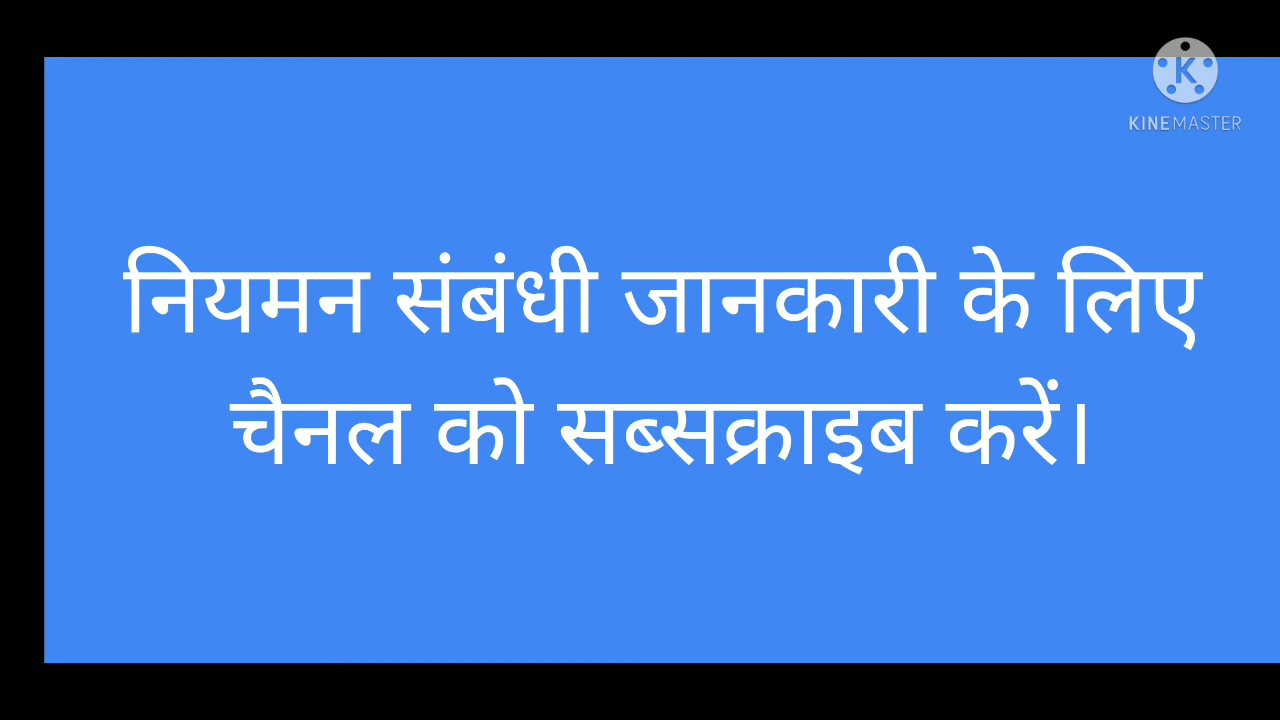 KINEMASTER
नियमन संबंधी जानकारी के लिए
चैनल को सब्सक्राइब करें।